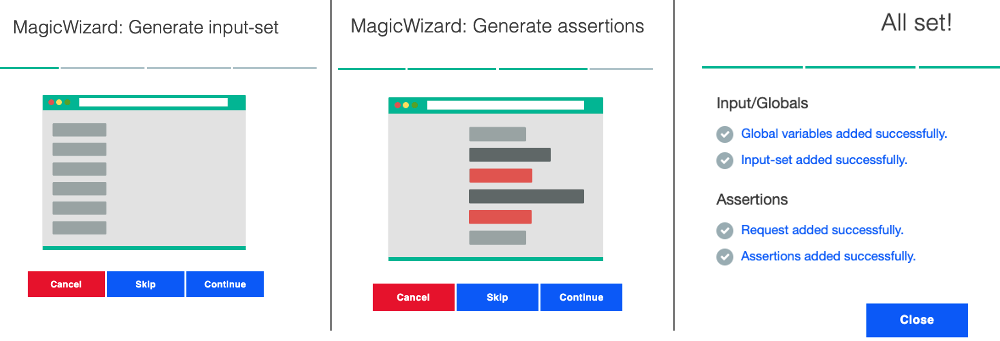 MagicWizard: Generate input-set
Cancel
Skip
Continue
MagicWizard: Generate assertions
Cancel
Skip
Continue
All set!
Input/Globals
Global variables added successfully.
Input-set added successfully.
Assertions
Request added successfully.
Assertions added successfully.
Close